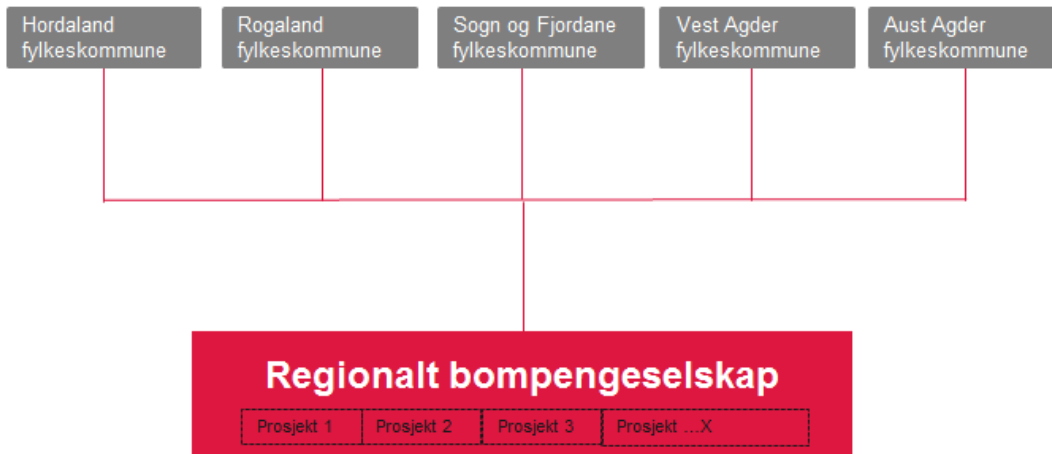 Hordaland
fylkeskommune
Rogaland
fylkeskommune
Sogn og Fjordane
fylkeskommune
Vest Agder
fylkeskommune
Aust Agder
fylkeskommune
Regionalt bompengeselskap
Prosjekt 1
Prosjekt 2
Prosjekt 3
Prosjekt ...X